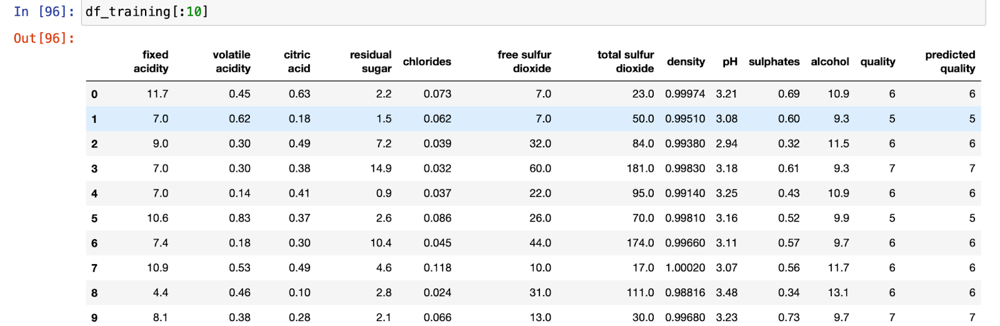 In [96]: df_training[:10]
Out[96]:
fixed acidity volatile acidity citric acid residual sugar chlorides free sulfur dioxide total sulfur dioxide density pH sulphates alcohol quality predicted quality
0 11.7 0.45 0.63 2.2 0.073 7.0 23.0 0.99974 3.21 0.69 10.9 6 6
1 7.0 0.62 0.18 1.5 0.062 7.0 50.0 0.99510 3.08 0.60 9.3 5 5
2 9.0 0.30 0.49 7.2 0.039 32.0 84.0 0.99380 2.94 0.32 11.5 6 6
3 7.0 0.30 0.38 14.9 0.032 60.0 181.0 0.99830 3.18 0.61 9.3 7 7
4 7.0 0.14 0.41 0.9 0.037 22.0 95.0 0.99140 3.25 0.43 10.9 6 6
5 10.6 0.83 0.37 2.6 0.086 26.0 70.0 0.99810 3.16 0.52 9.9 5 5
6 7.4 0.18 0.30 10.4 0.045 44.0 174.0 0.99660 3.11 0.57 9.7 6 6
7 10.9 0.53 0.49 4.6 0.118 10.0 17.0 1.00020 3.07 0.56 11.7 6 6
8 4.4 0.46 0.10 2.8 0.024 31.0 111.0 0.98816 3.48 0.34 13.1 6 6
9 8.1 0.38 0.28 2.1 0.066 13.0 30.0 0.99680 3.23 0.73 9.7 7 7